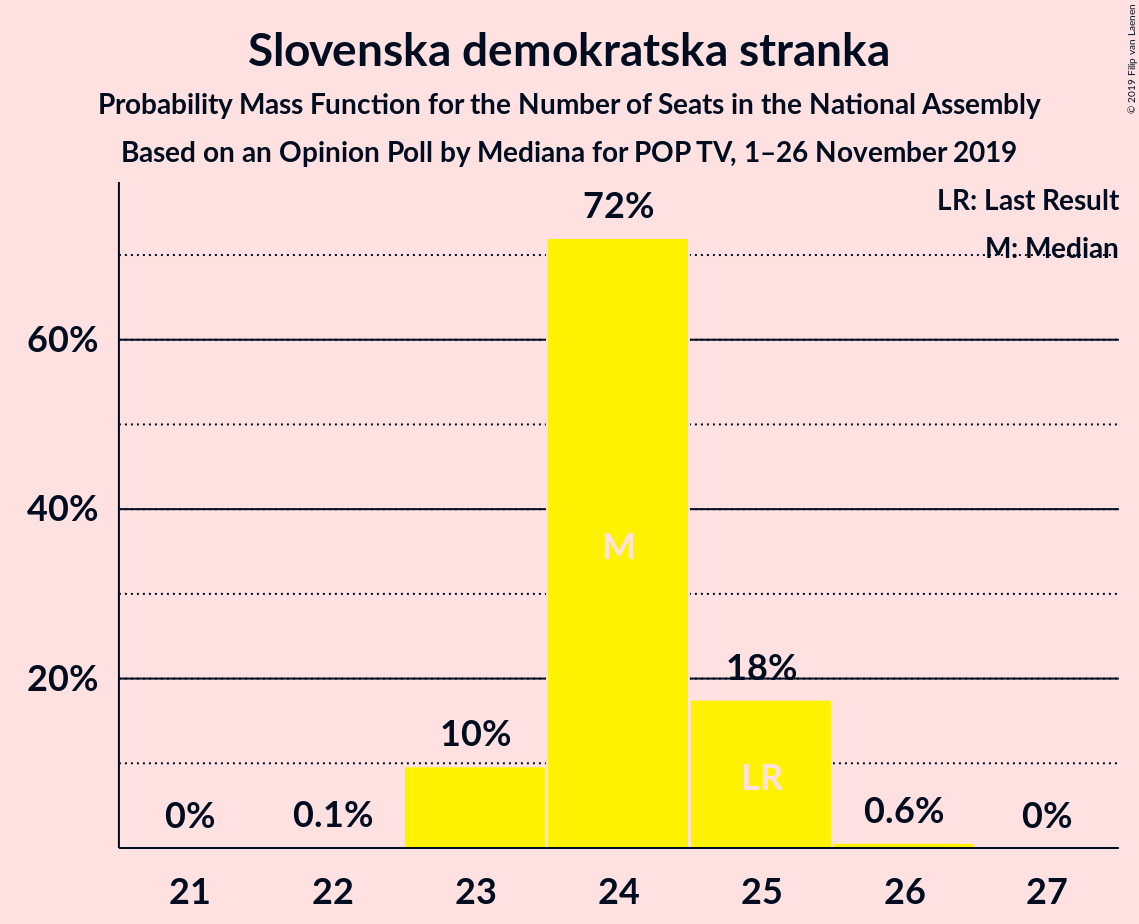 Slovenska demokratska stranka
Probability Mass Function for the Number of Seats in the National Assembly
Based on an Opinion Poll by Mediana for POP TV, 1–26 November 2019
© 2019 Filip van Laenen
LR: Last Result
M: Median
72%
60%
40%
M
20%
18%
10%
LR
0%
0.1%
0.6%
0%
21
22
23
24
25
26
27